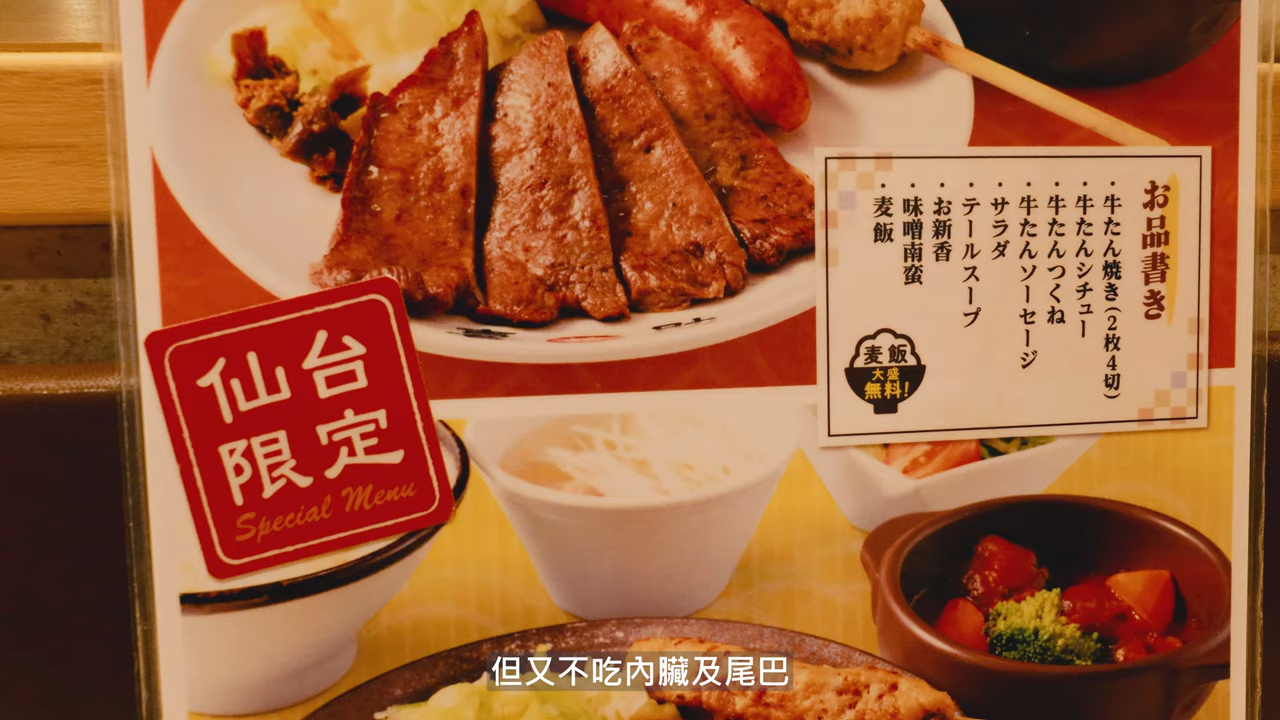 お品書き
・牛たん焼き(2枚4切)
・牛たんシチュー
・牛たんつくね
・牛たんソーセージ
・サラダ
・テールスープ
・お新香
・味噌南蛮
・麦飯
麦飯
大盛
無料!
仙台
限定
Special Menu
但又不吃內臟及尾巴